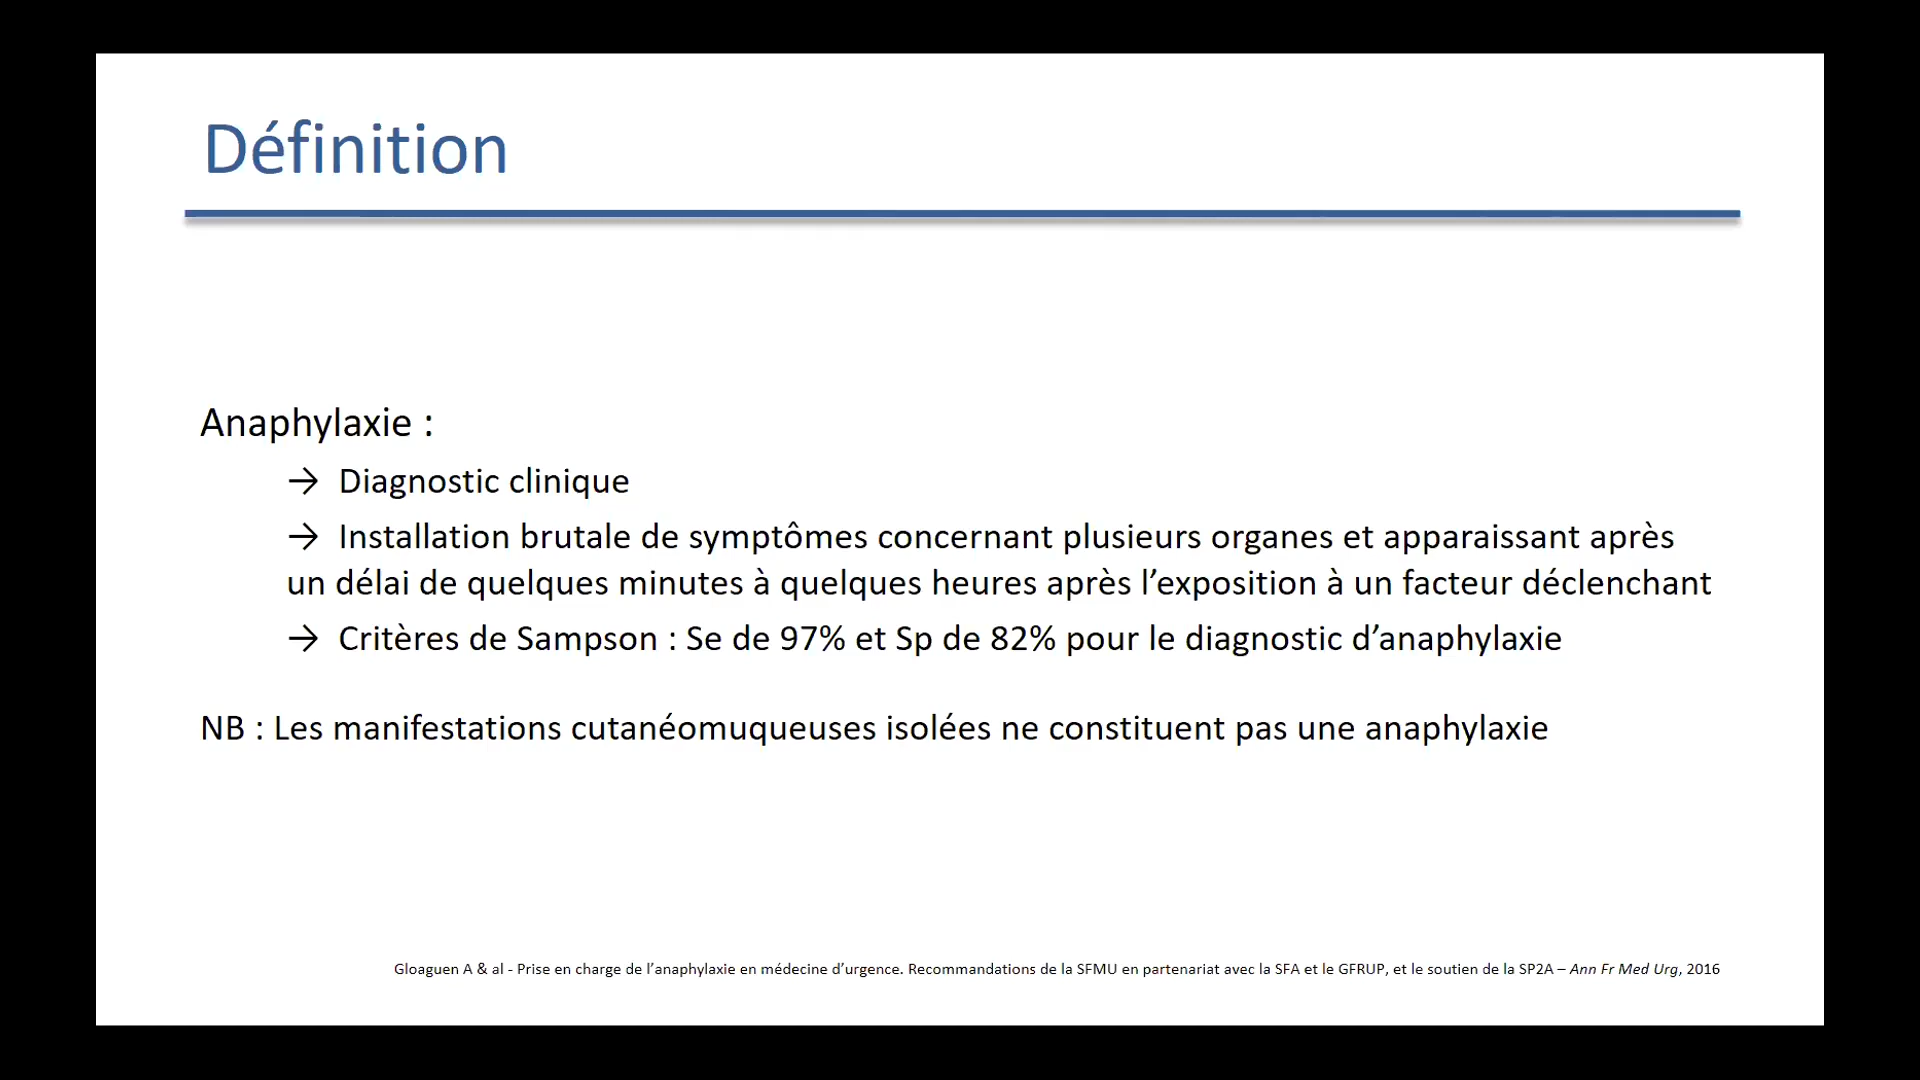 Définition
Anaphylaxie :
→ Diagnostic clinique
→ Installation brutale de symptômes concernant plusieurs organes et apparaissant après
un délai de quelques minutes à quelques heures après l’exposition à un facteur déclenchant
→ Critères de Sampson : Se de 97% et Sp de 82% pour le diagnostic d’anaphylaxie
NB : Les manifestations cutanéomuqueuses isolées ne constituent pas une anaphylaxie
Gloaguen A & al - Prise en charge de l’anaphylaxie en médecine d’urgence. Recommandations de la SFMU en partenariat avec la SFA et le GFRUP, et le soutien de la SP2A – Ann Fr Med Urg, 2016